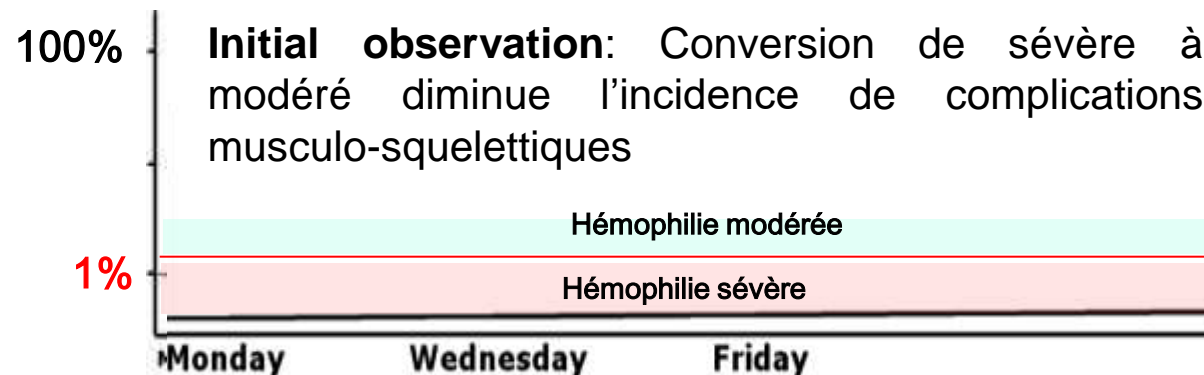 100%
Initial observation: Conversion de sévère à
modéré diminue l’incidence de complications
musculo-squelettiques
Hémophilie modérée
1%
Hémophilie sévère
Monday Wednesday Friday